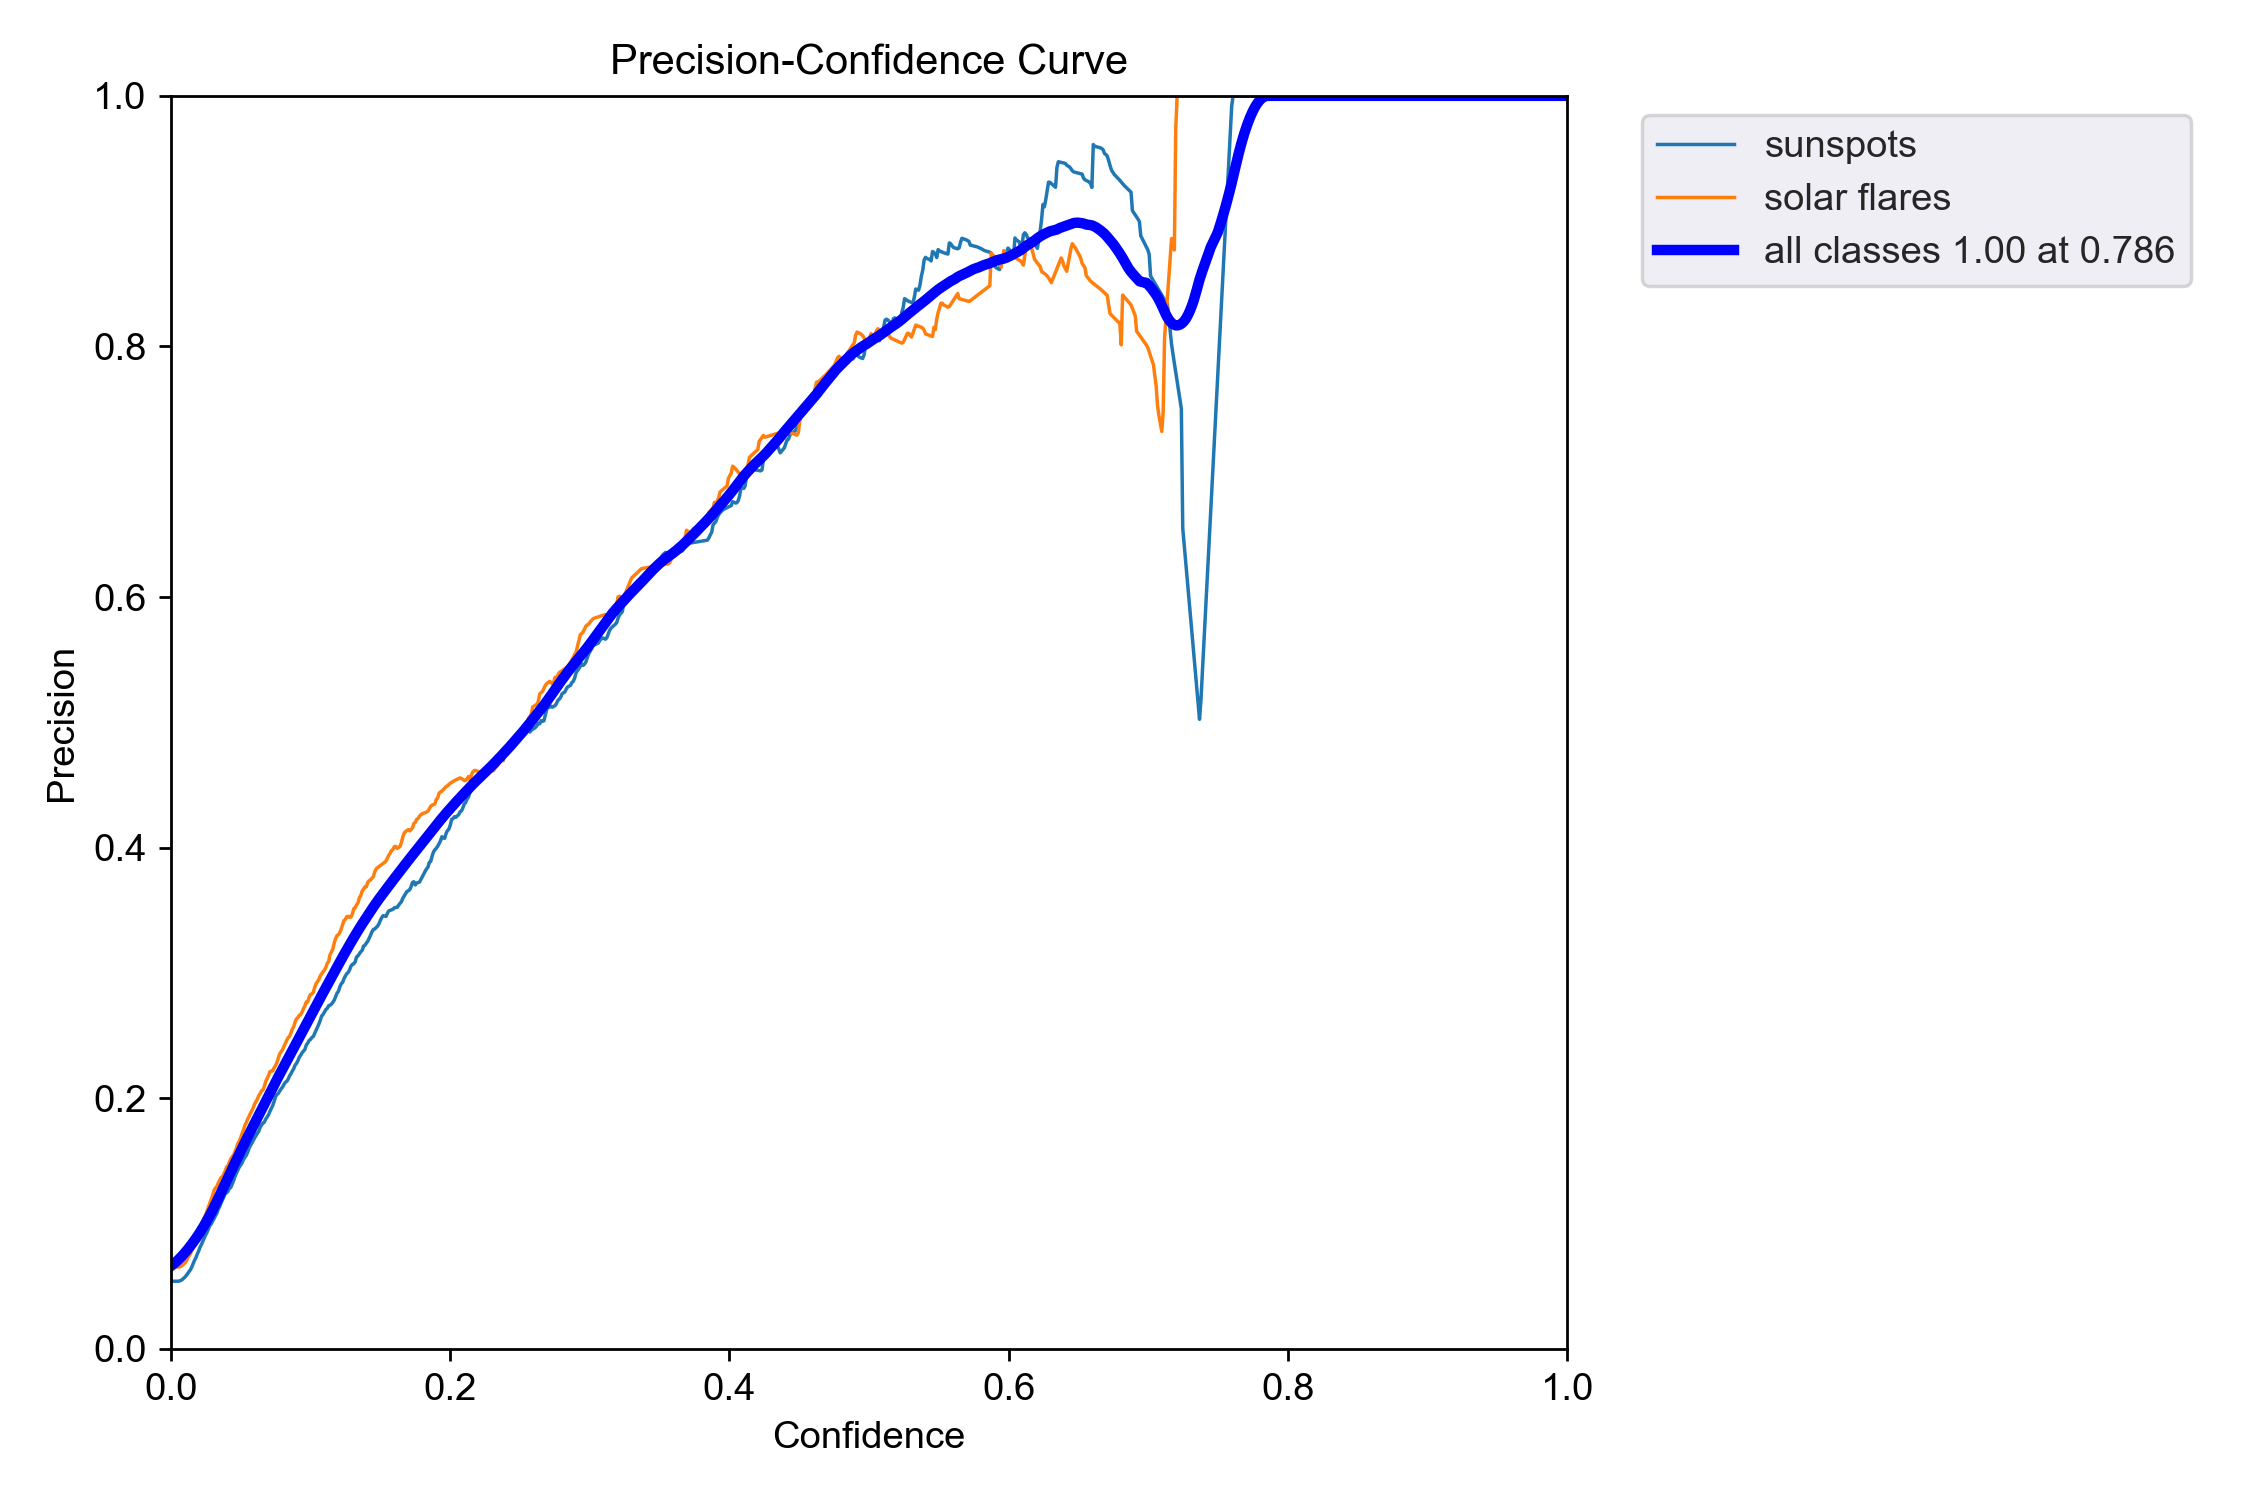 Precision-Confidence Curve
1.0
0.8
0.6
0.4
0.2
0.0
Precision
0.0 0.2 0.4 0.6 0.8 1.0
Confidence
sunspots
solar flares
all classes 1.00 at 0.786